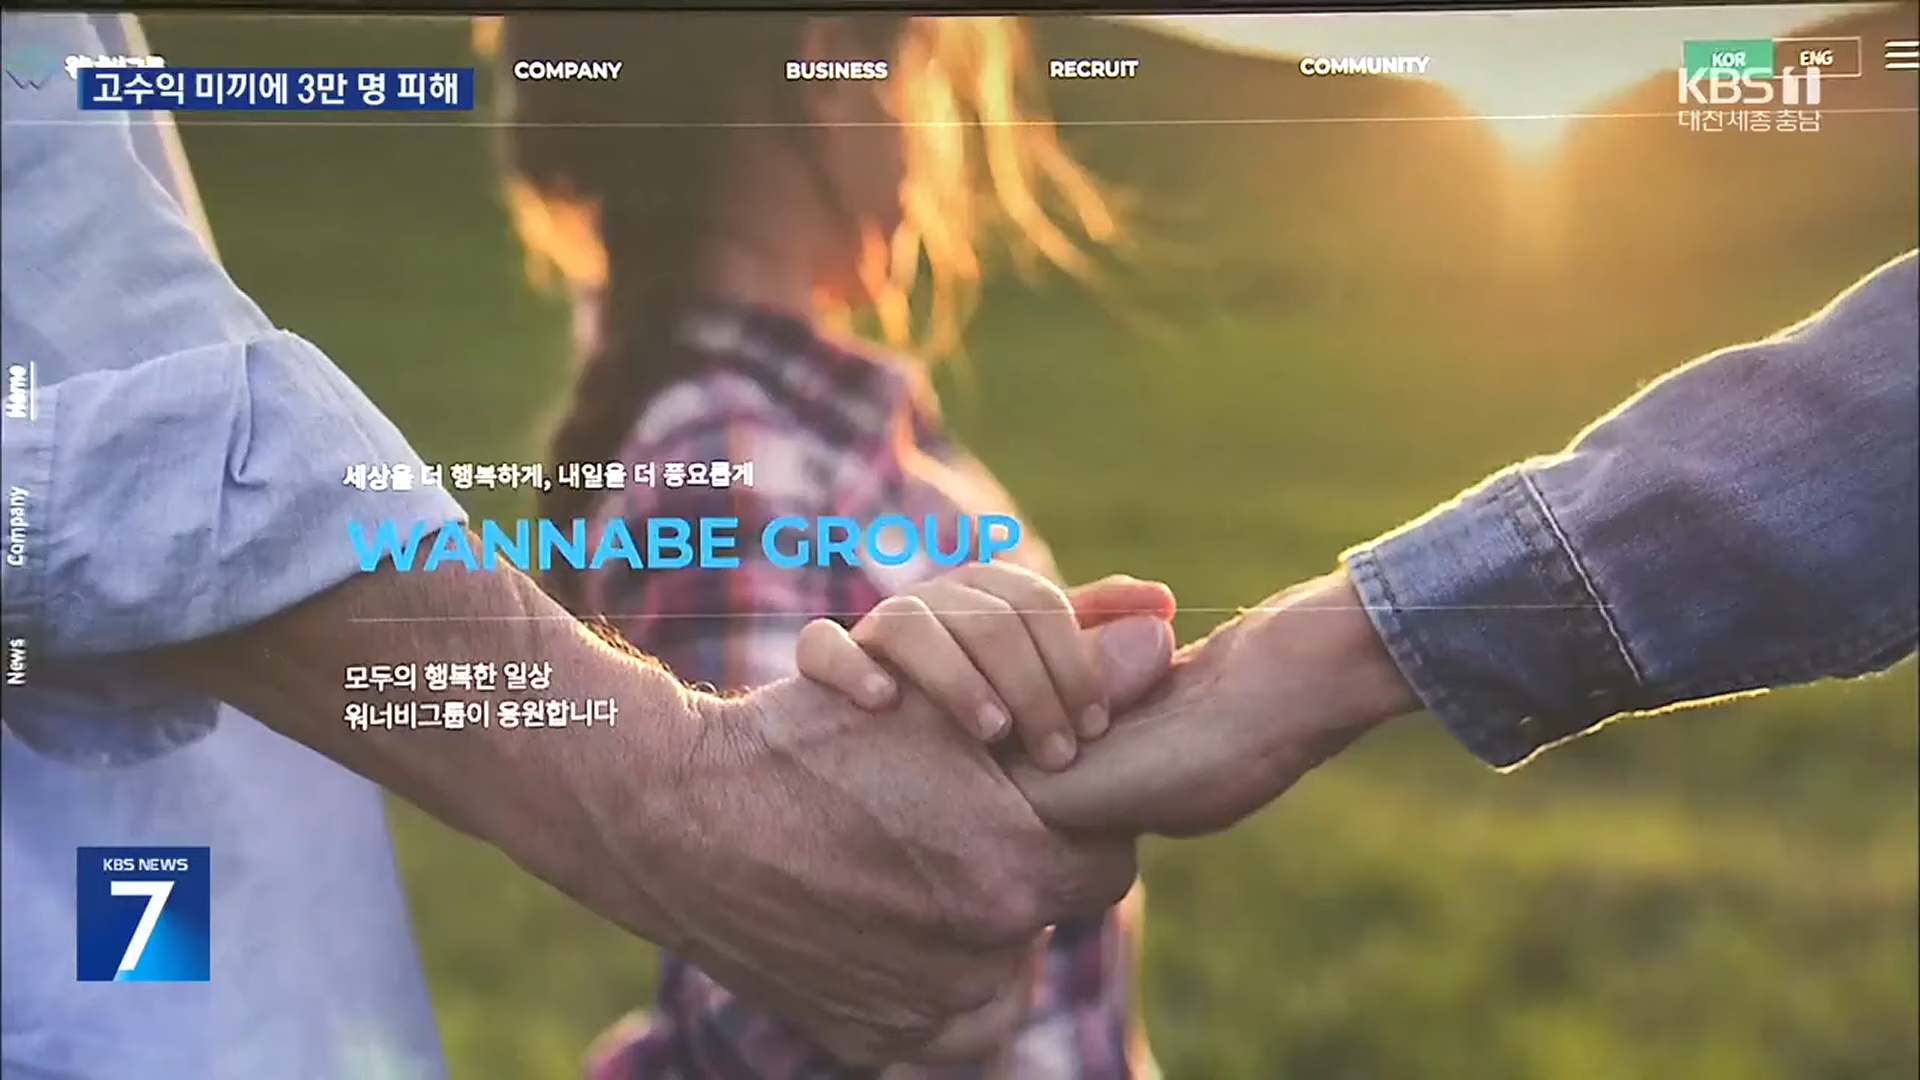 고수익 미끼에 3만 명 피해
COMPANY
BUSINESS
RECRUIT
COMMUNITY
KOR
ENG
KBS 1
대전 세종 충남
Home
Company
News
세상을 더 행복하게, 내일을 더 풍요롭게
WANNABE GROUP
모두의 행복한 일상
워너비그룹이 응원합니다
KBS NEWS
7